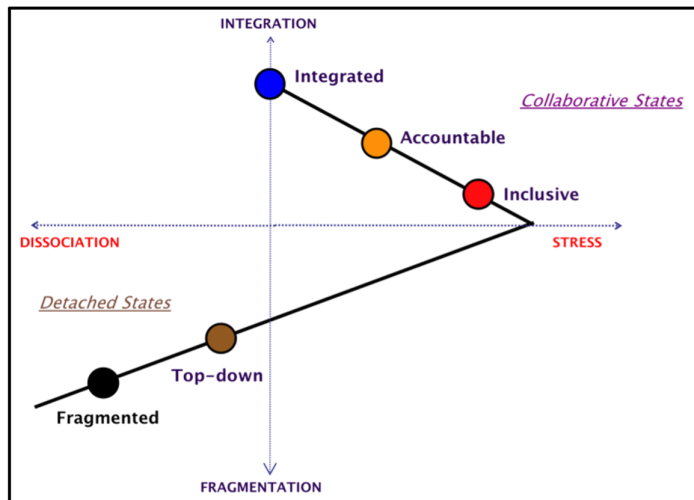 INTEGRATION
Integrated
Collaborative States
Accountable
Inclusive
DISSOCIATION
STRESS
Detached States
Top-down
Fragmented
FRAGMENTATION